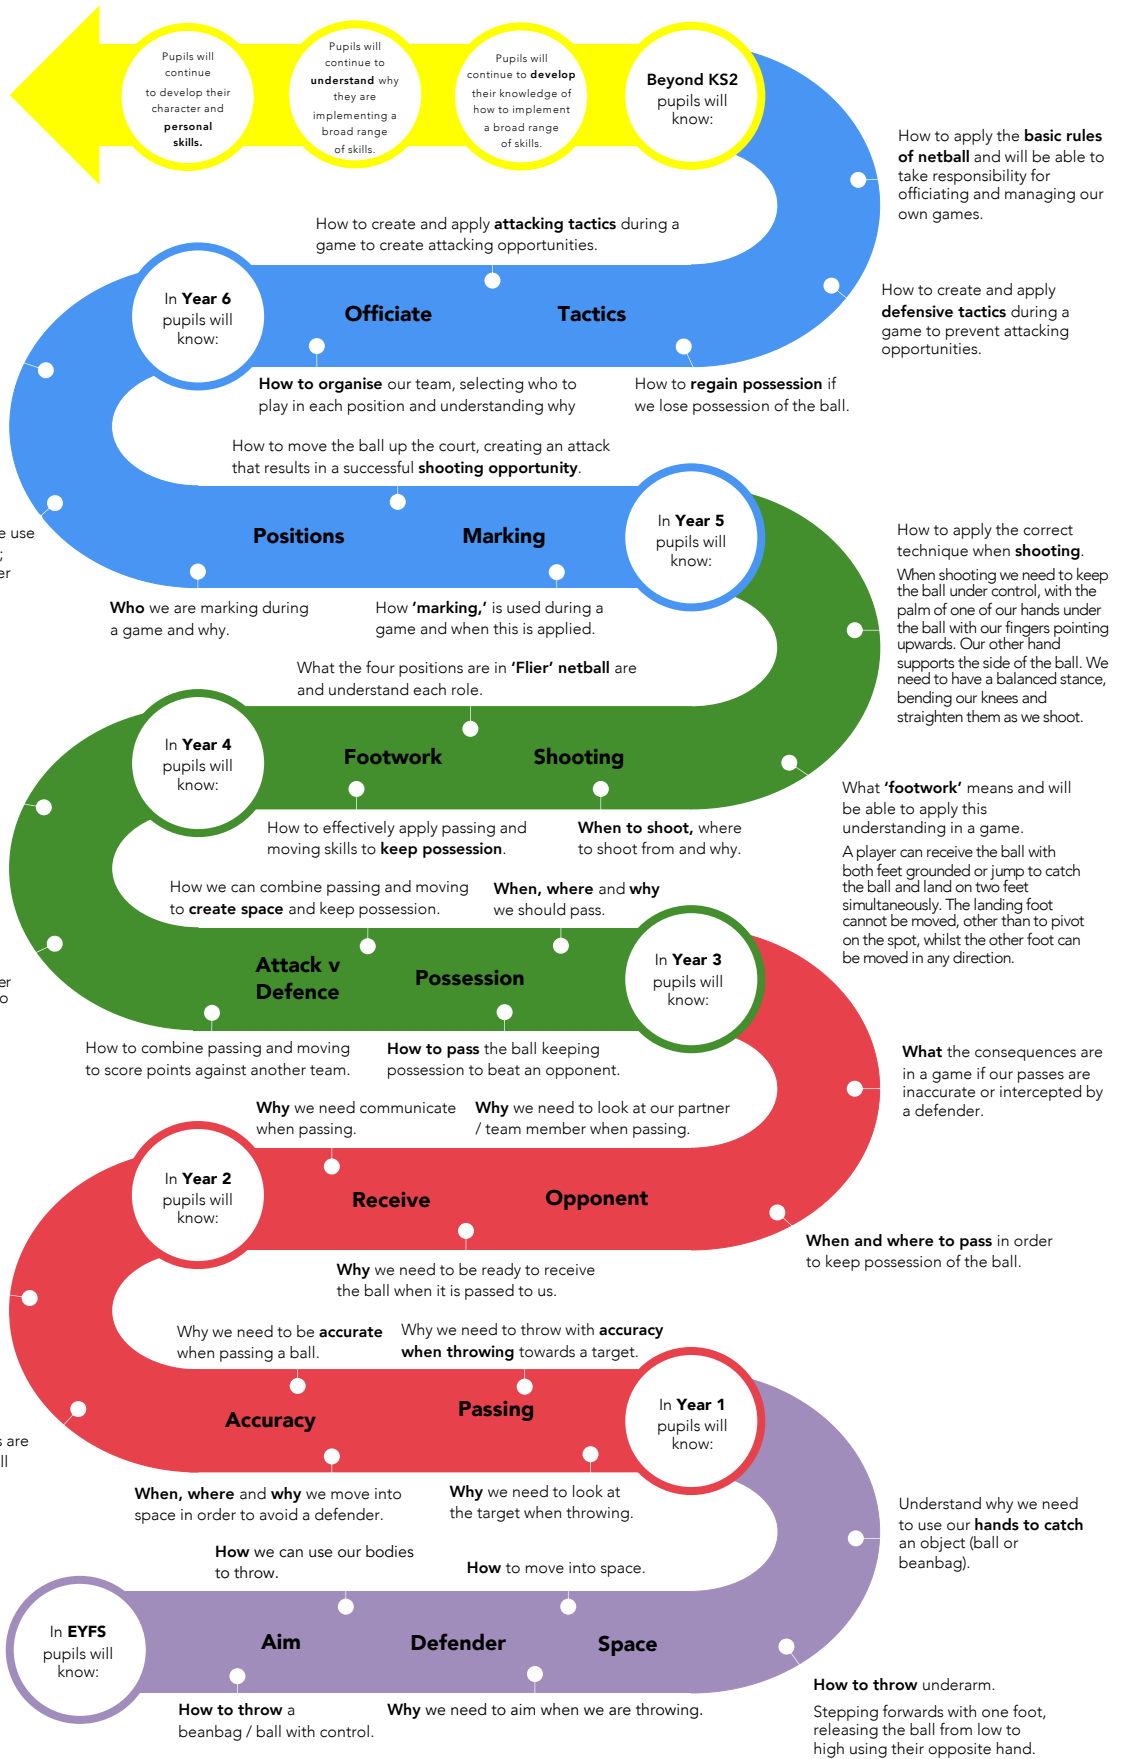 Pupils will
continue
to develop their
character and
personal
skills.
Pupils will
continue to
understand why
they are
implementing a
broad range
of skills.
Pupils will
continue to develop
their knowledge of
how to implement
a broad range
of skills.
Beyond KS2
pupils will
know:
How to apply the basic rules
of netball and will be able to
take responsibility for
officiating and managing our
own games.
How to create and apply attacking tactics during a
game to create attacking opportunities.
How to create and apply
defensive tactics during a
game to prevent attacking
opportunities.
In Year 6
pupils will
know:
Officiate
Tactics
How to organise our team, selecting who to
play in each position and understanding why
How to regain possession if
we lose possession of the ball.
How to move the ball up the court, creating an attack
that results in a successful shooting opportunity.
In Year 5
pupils will
know:
Positions
Marking
e use
;
er
How to apply the correct
technique when shooting.
When shooting we need to keep
the ball under control, with the
palm of one of our hands under
the ball with our fingers pointing
upwards. Our other hand
supports the side of the ball. We
need to have a balanced stance,
bending our knees and
straighten them as we shoot.
Who we are marking during
a game and why.
How ‘marking,’ is used during a
game and when this is applied.
What the four positions are in ‘Flier’ netball are
and understand each role.
In Year 4
pupils will
know:
Footwork
Shooting
What ‘footwork’ means and will
be able to apply this
understanding in a game.
A player can receive the ball with
both feet grounded or jump to catch
the ball and land on two feet
simultaneously. The landing foot
cannot be moved, other than to pivot
on the spot, whilst the other foot can
be moved in any direction.
How to effectively apply passing and
moving skills to keep possession.
When to shoot, where
to shoot from and why.
How we can combine passing and moving
to create space and keep possession.
When, where and why
we should pass.
In Year 3
pupils will
know:
Attack v
Defence
Possession
er
o
How to combine passing and moving
to score points against another team.
How to pass the ball keeping
possession to beat an opponent.
What the consequences are
in a game if our passes are
inaccurate or intercepted by
a defender.
Why we need communicate
when passing.
Why we need to look at our partner
/ team member when passing.
In Year 2
pupils will
know:
Receive
Opponent
When and where to pass in order
to keep possession of the ball.
Why we need to be ready to receive
the ball when it is passed to us.
Why we need to be accurate
when passing a ball.
Why we need to throw with accuracy
when throwing towards a target.
In Year 1
pupils will
know:
Accuracy
Passing
s are
ll
When, where and why we move into
space in order to avoid a defender.
Why we need to look at
the target when throwing.
Understand why we need
to use our hands to catch
an object (ball or
beanbag).
How we can use our bodies
to throw.
How to move into space.
In EYFS
pupils will
know:
Aim
Defender
Space
How to throw a
beanbag / ball with control.
Why we need to aim when we are throwing.
How to throw underarm.
Stepping forwards with one foot,
releasing the ball from low to
high using their opposite hand.